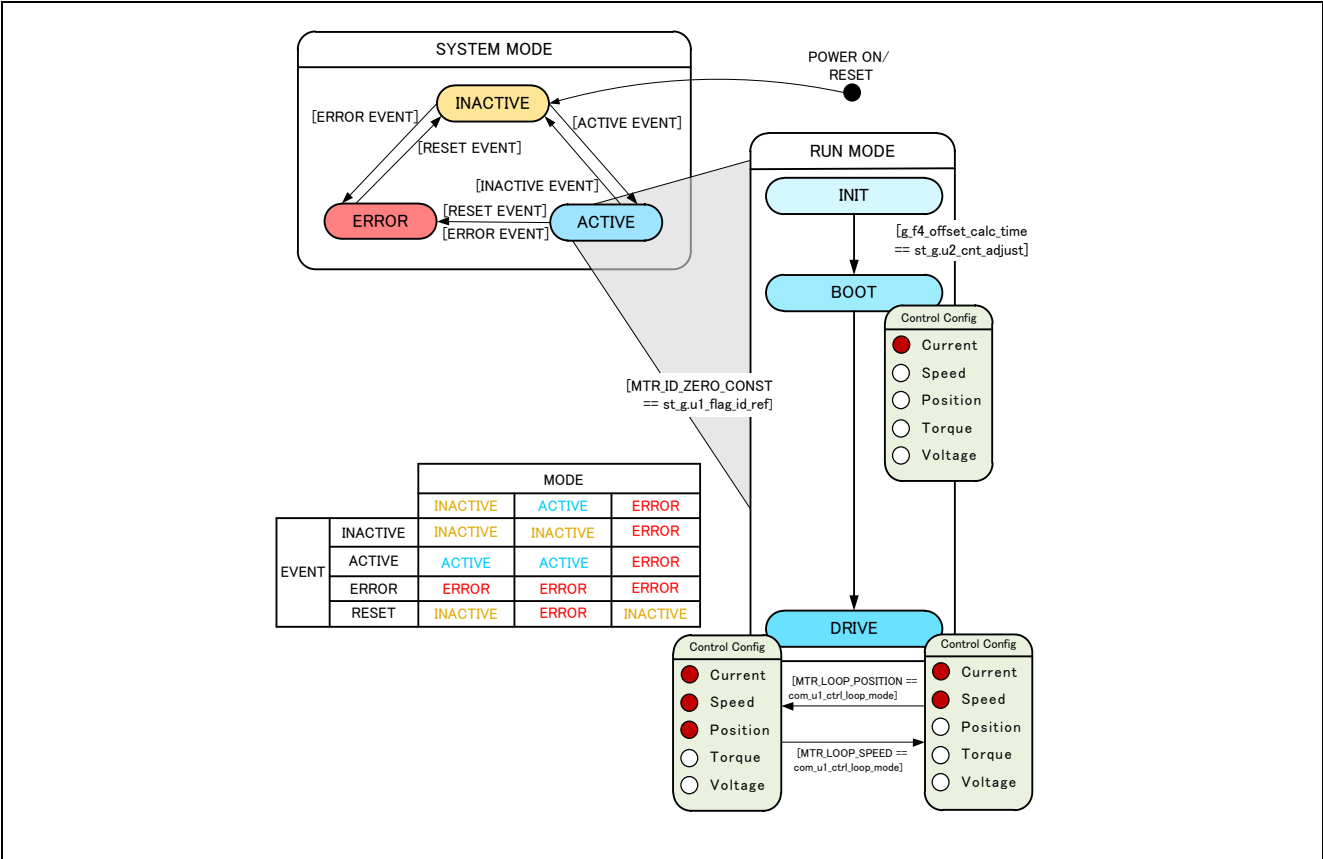 SYSTEM MODE
POWER ON/
RESET
INACTIVE
[ERROR EVENT]
[ACTIVE EVENT]
[RESET EVENT]
[INACTIVE EVENT]
ERROR
[RESET EVENT]
[ERROR EVENT]
ACTIVE
RUN MODE
INIT
[g_f4_offset_calc_time
== st_g.u2_cnt_adjust]
BOOT
Control Config
Current
Speed
Position
Torque
Voltage
[MTR_ID_ZERO_CONST
== st_g.u1_flag_id_ref]
MODE
INACTIVE ACTIVE ERROR
EVENT
INACTIVE INACTIVE INACTIVE ERROR
ACTIVE ACTIVE ACTIVE ERROR
ERROR ERROR ERROR ERROR
RESET INACTIVE ERROR INACTIVE
DRIVE
Control Config
Current
Speed
Position
Torque
Voltage
[MTR_LOOP_POSITION ==
com_u1_ctrl_loop_mode]
[MTR_LOOP_SPEED ==
com_u1_ctrl_loop_mode]
Control Config
Current
Speed
Position
Torque
Voltage